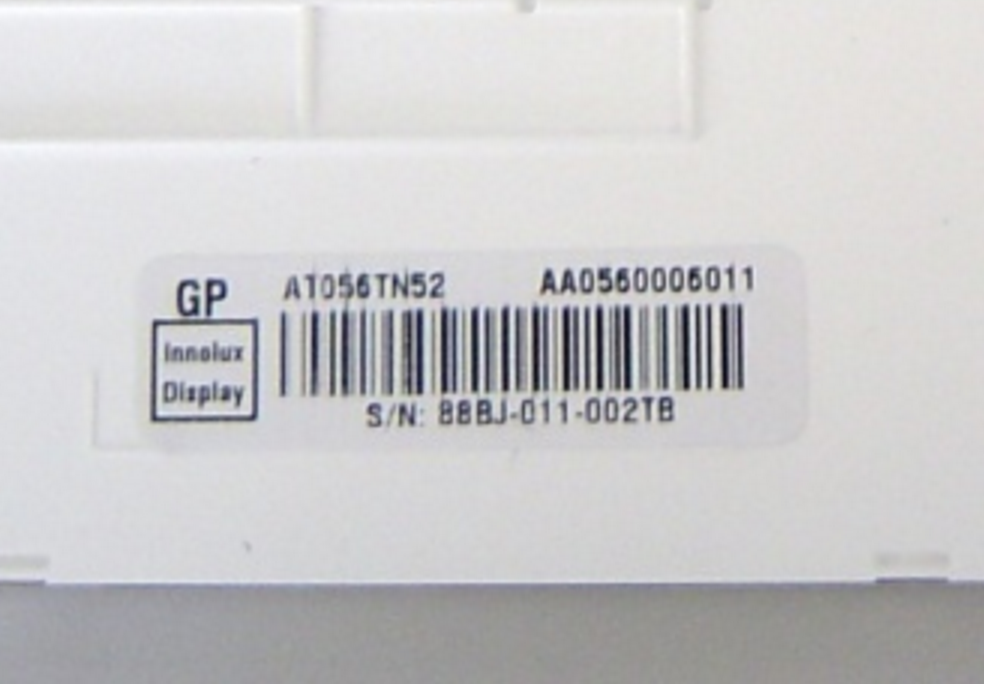 GP
Innolux
Display
AT056TN52
AA0560006011
S/N: 88BJ-011-002TB